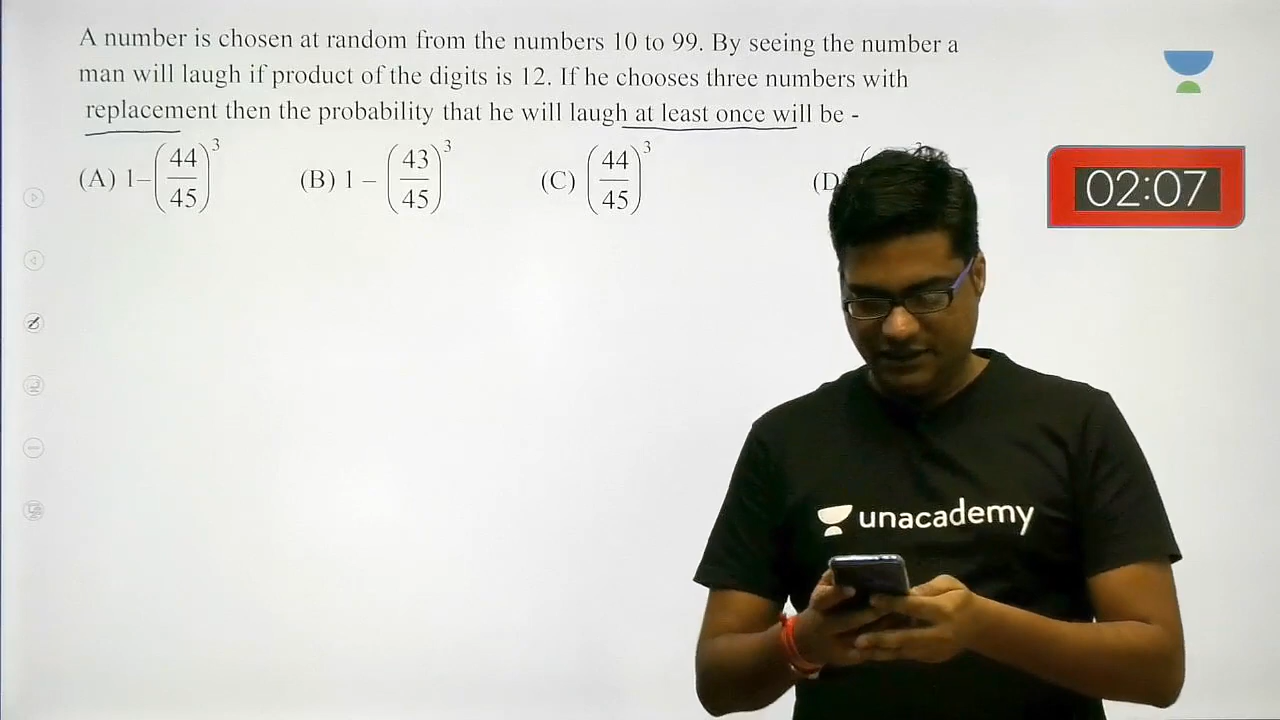 A number is chosen at random from the numbers 10 to 99. By seeing the number a
man will laugh if product of the digits is 12. If he chooses three numbers with
replacement then the probability that he will laugh at least once will be -
(A) 1–(44/45)³ (B) 1 – (43/45)³ (C) (44/45)³ (D)
02:07
unacademy